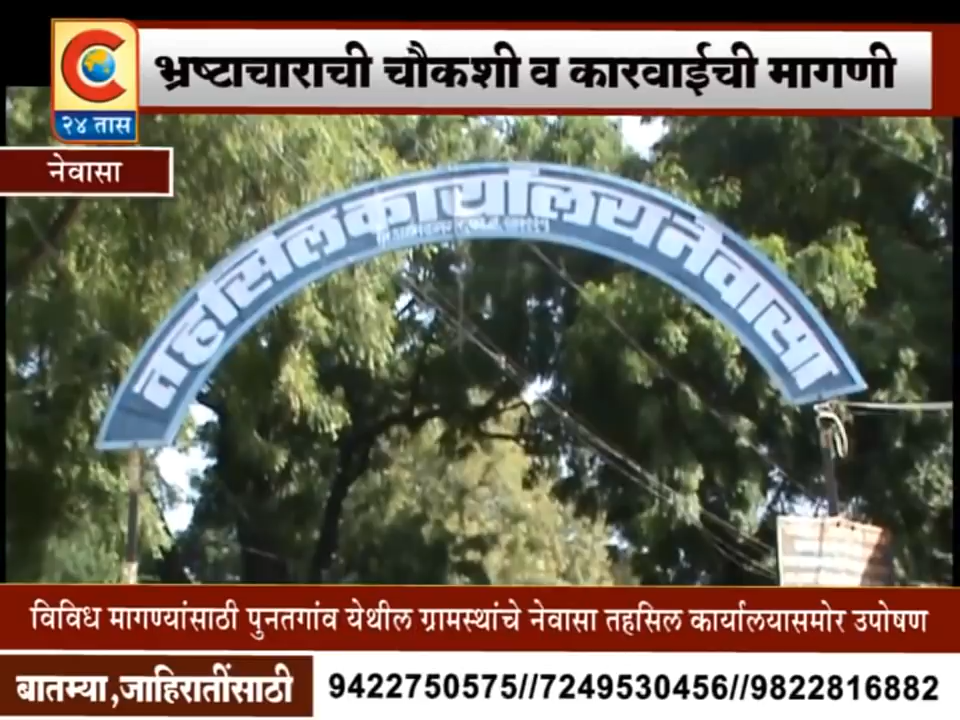 भ्रष्टाचाराची चौकशी व कारवाईची मागणी
C
२४ तास
नेवासा
तहसिल कार्यालय नेवासा
विविध मागण्यांसाठी पुनतगांव येथील ग्रामस्थांचे नेवासा तहसिल कार्यालयासमोर उपोषण
बातम्या,जाहिरातींसाठी
9422750575//7249530456//9822816882